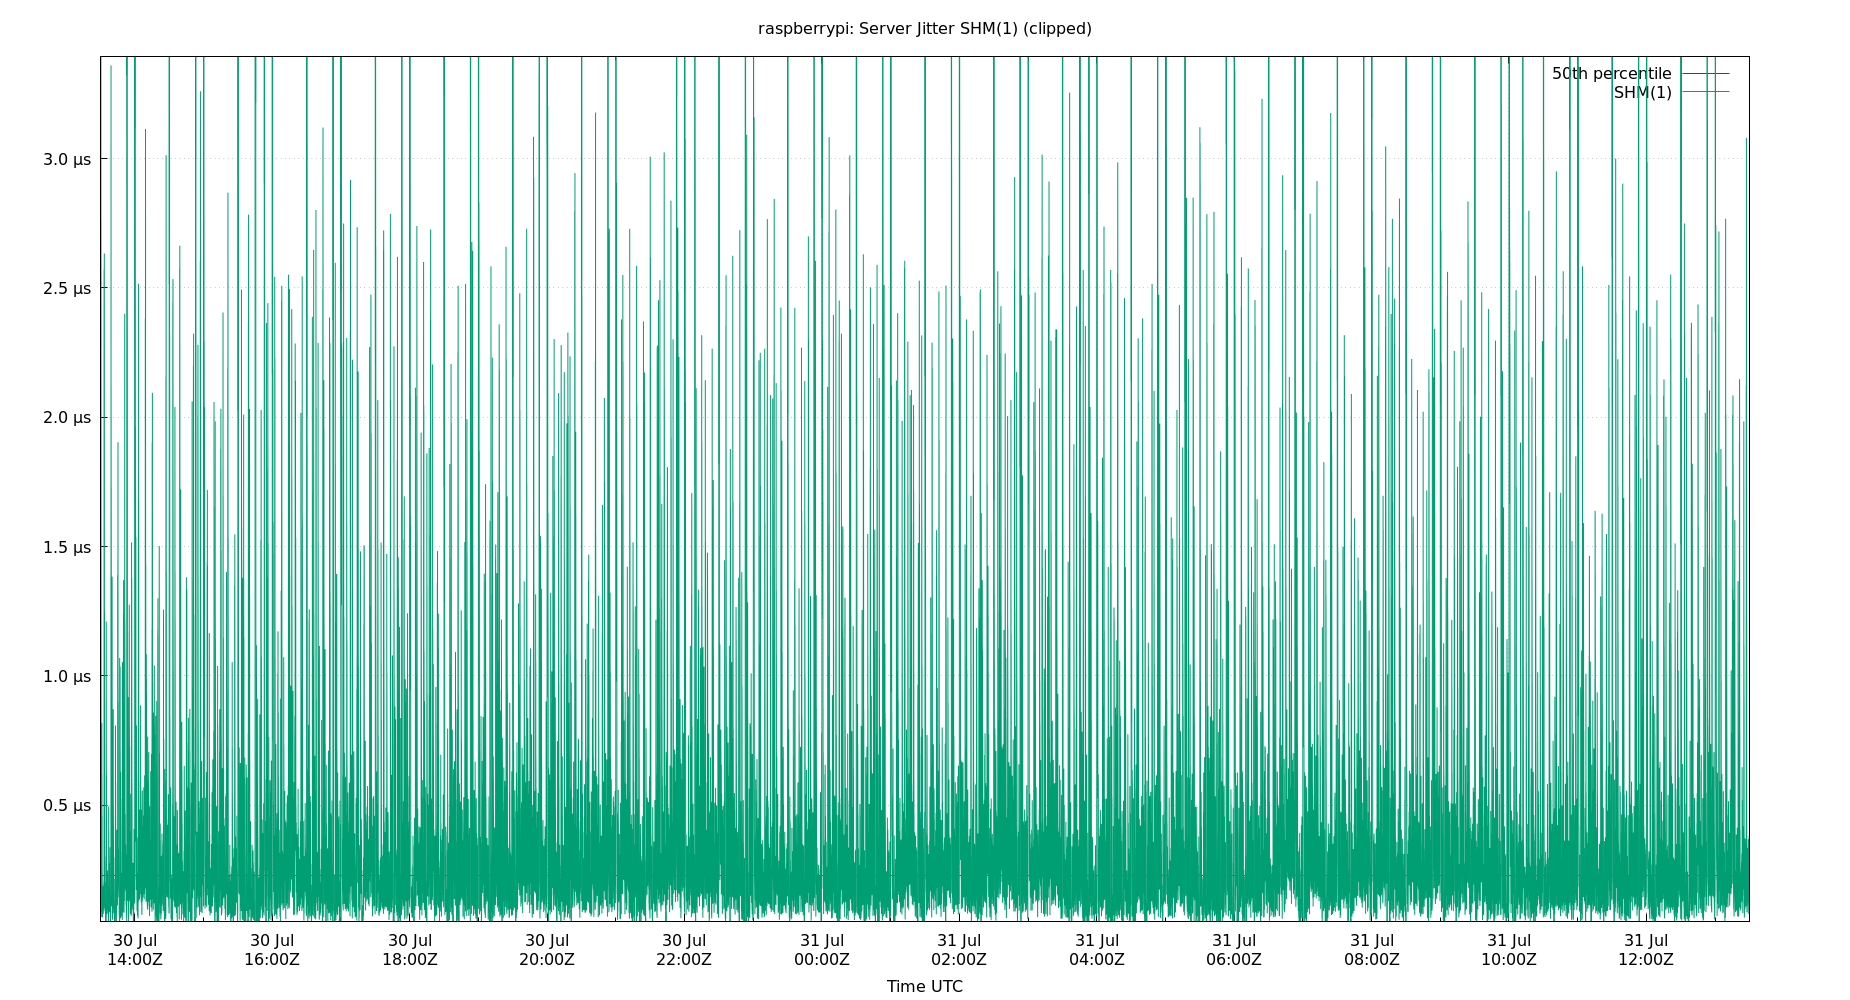 raspberrypi: Server Jitter SHM(1) (clipped)
50th percentile
SHM(1)
3.0 µs
2.5 µs
2.0 µs
1.5 µs
1.0 µs
0.5 µs
30 Jul 30 Jul 30 Jul 30 Jul 30 Jul 31 Jul 31 Jul 31 Jul 31 Jul 31 Jul 31 Jul 31 Jul
14:00Z 16:00Z 18:00Z 20:00Z 22:00Z 00:00Z 02:00Z 04:00Z 06:00Z 08:00Z 10:00Z 12:00Z
Time UTC